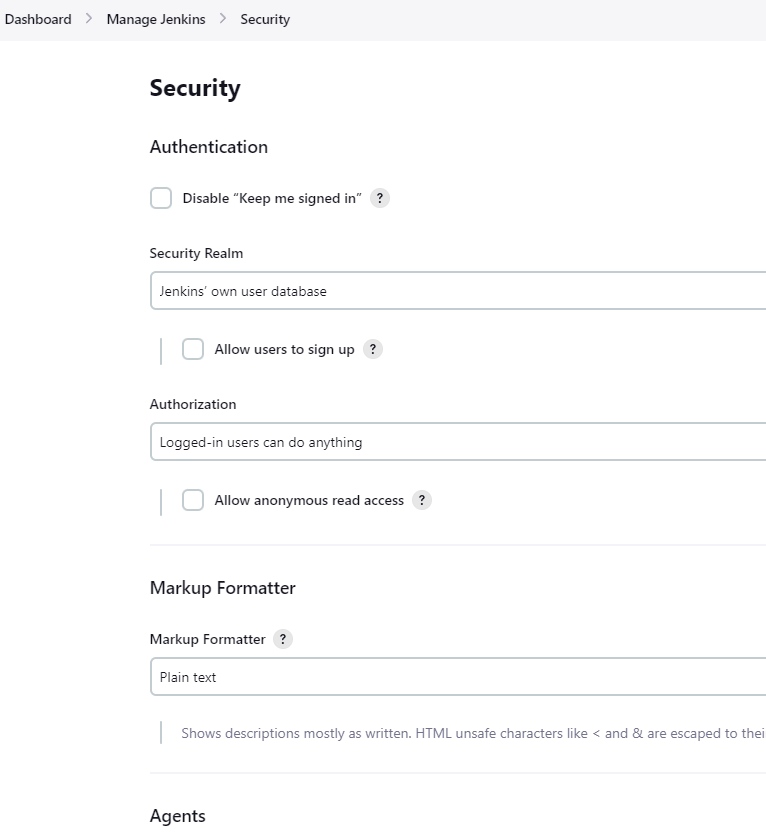 Dashboard > Manage Jenkins > Security
Security
Authentication
Disable “Keep me signed in” ?
Security Realm
Jenkins’ own user database
Allow users to sign up ?
Authorization
Logged-in users can do anything
Allow anonymous read access ?
Markup Formatter
Markup Formatter ?
Plain text
Shows descriptions mostly as written. HTML unsafe characters like < and & are escaped to thei
Agents